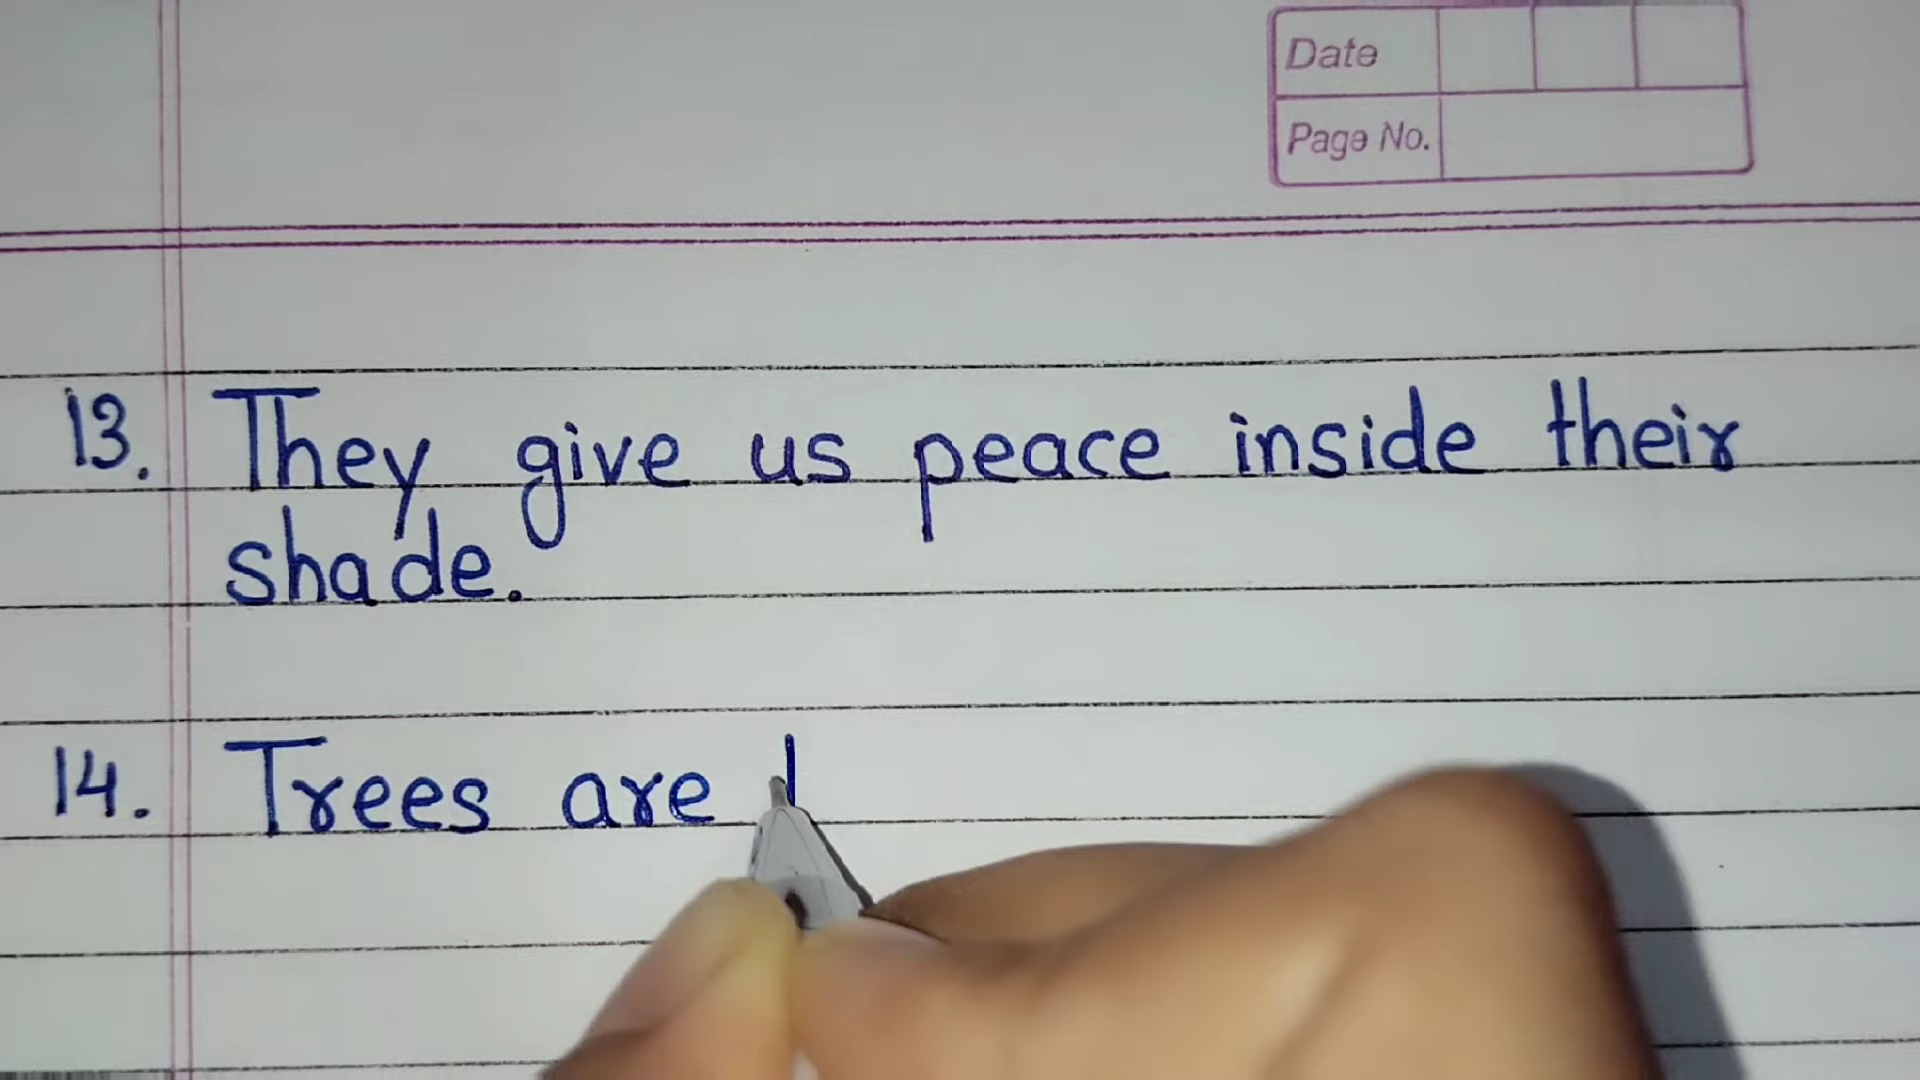 Date
Page No.
13. They give us peace inside their
shade.
14. Trees are